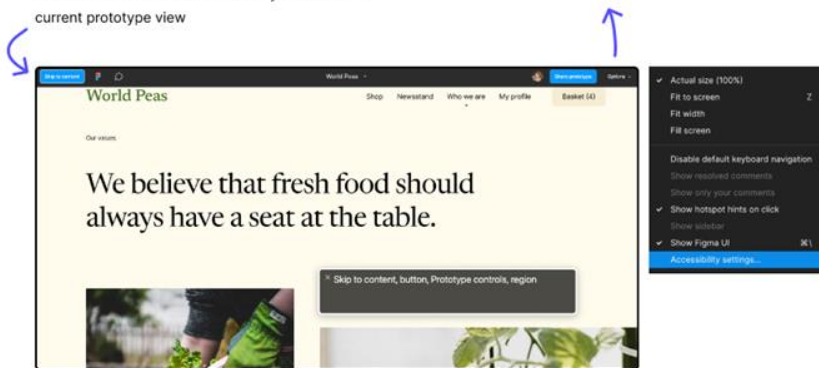 current prototype view
Skip to content
World Peas
Share prototype
Options
World Peas
Shop
Newsstand
Who we are
My profile
Basket (4)
Our values
We believe that fresh food should
always have a seat at the table.
Skip to content, button, Prototype controls, region
Actual size (100%)
Fit to screen Z
Fit width
Fill screen
Disable default keyboard navigation
Show resolved comments
Show only your comments
Show hotspot hints on click
Show sidebar
Show Figma UI ⌘\
Accessibility settings...